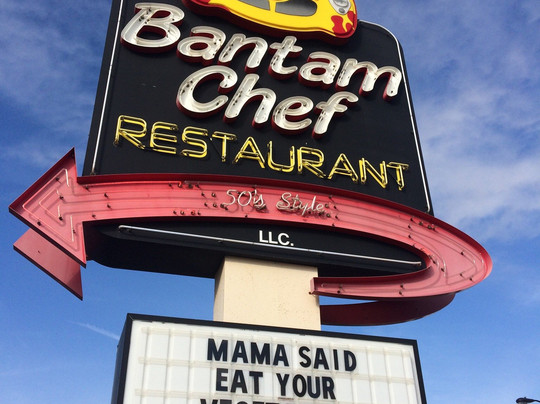 Bantam
Chef
RESTAURANT
50's Style
LLC.
MAMA SAID
EAT YOUR